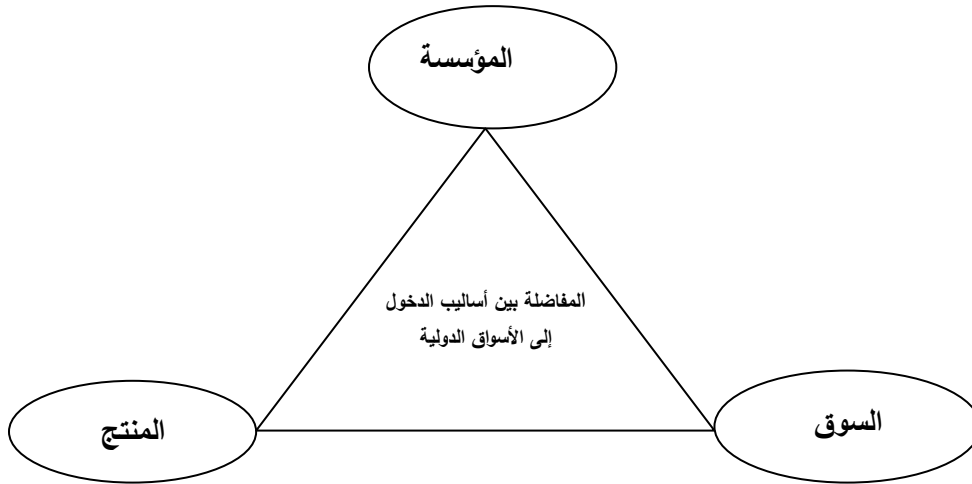 المؤسسة
المفاضلة بين أساليب الدخول
إلى الأسواق الدولية
السوق
المنتج